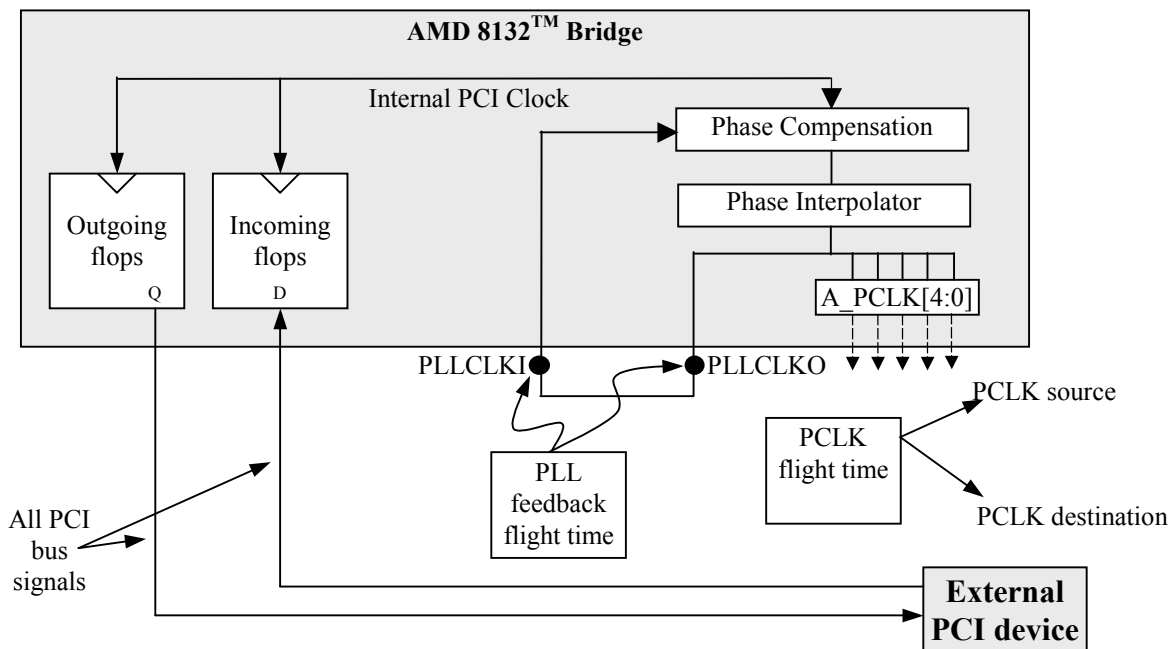 AMD 8132TM Bridge
Internal PCI Clock
Phase Compensation
Phase Interpolator
Outgoing
flops
Q
Incoming
flops
D
A_PCLK[4:0]
PLLCLKI
PLLCLKO
PCLK source
PCLK
flight time
PCLK destination
PLL
feedback
flight time
All PCI
bus
signals
External
PCI device